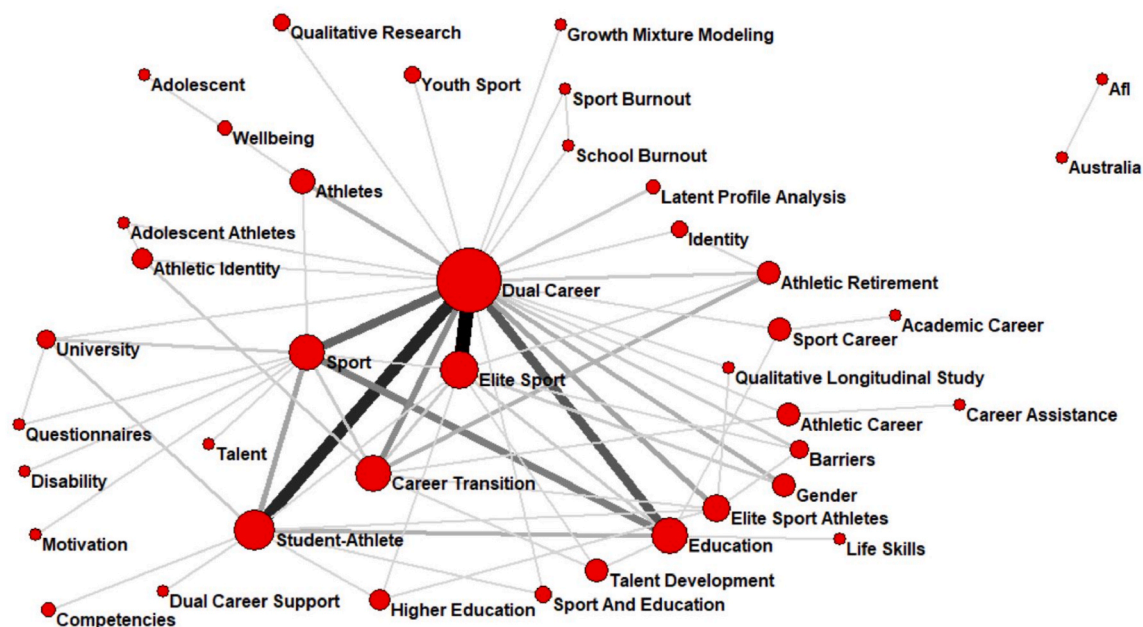 Qualitative Research
Growth Mixture Modeling
Adolescent
Youth Sport
Sport Burnout
Afl
Wellbeing
School Burnout
Australia
Athletes
Latent Profile Analysis
Adolescent Athletes
Identity
Athletic Identity
Dual Career
Athletic Retirement
University
Sport
Sport Career
Academic Career
Elite Sport
Qualitative Longitudinal Study
Questionnaires
Talent
Athletic Career
Career Assistance
Disability
Career Transition
Barriers
Gender
Motivation
Student-Athlete
Education
Elite Sport Athletes
Life Skills
Competencies
Dual Career Support
Higher Education
Sport And Education
Talent Development